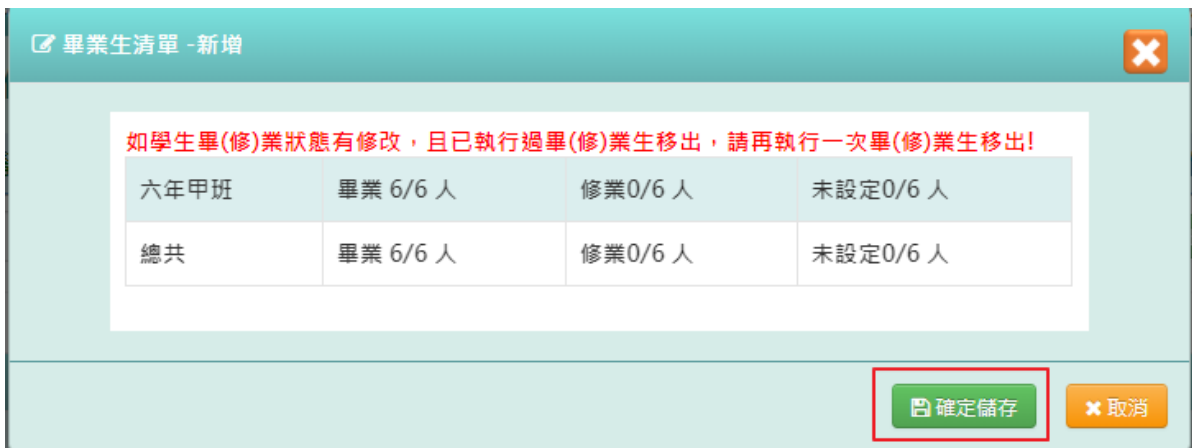 畢業生清單 -新增
如學生畢(修)業狀態有修改，且已執行過畢(修)業生移出，請再執行一次畢(修)業生移出!
六年甲班 畢業 6/6 人 修業0/6 人 未設定0/6 人
總共 畢業 6/6 人 修業0/6 人 未設定0/6 人
確定儲存 取消